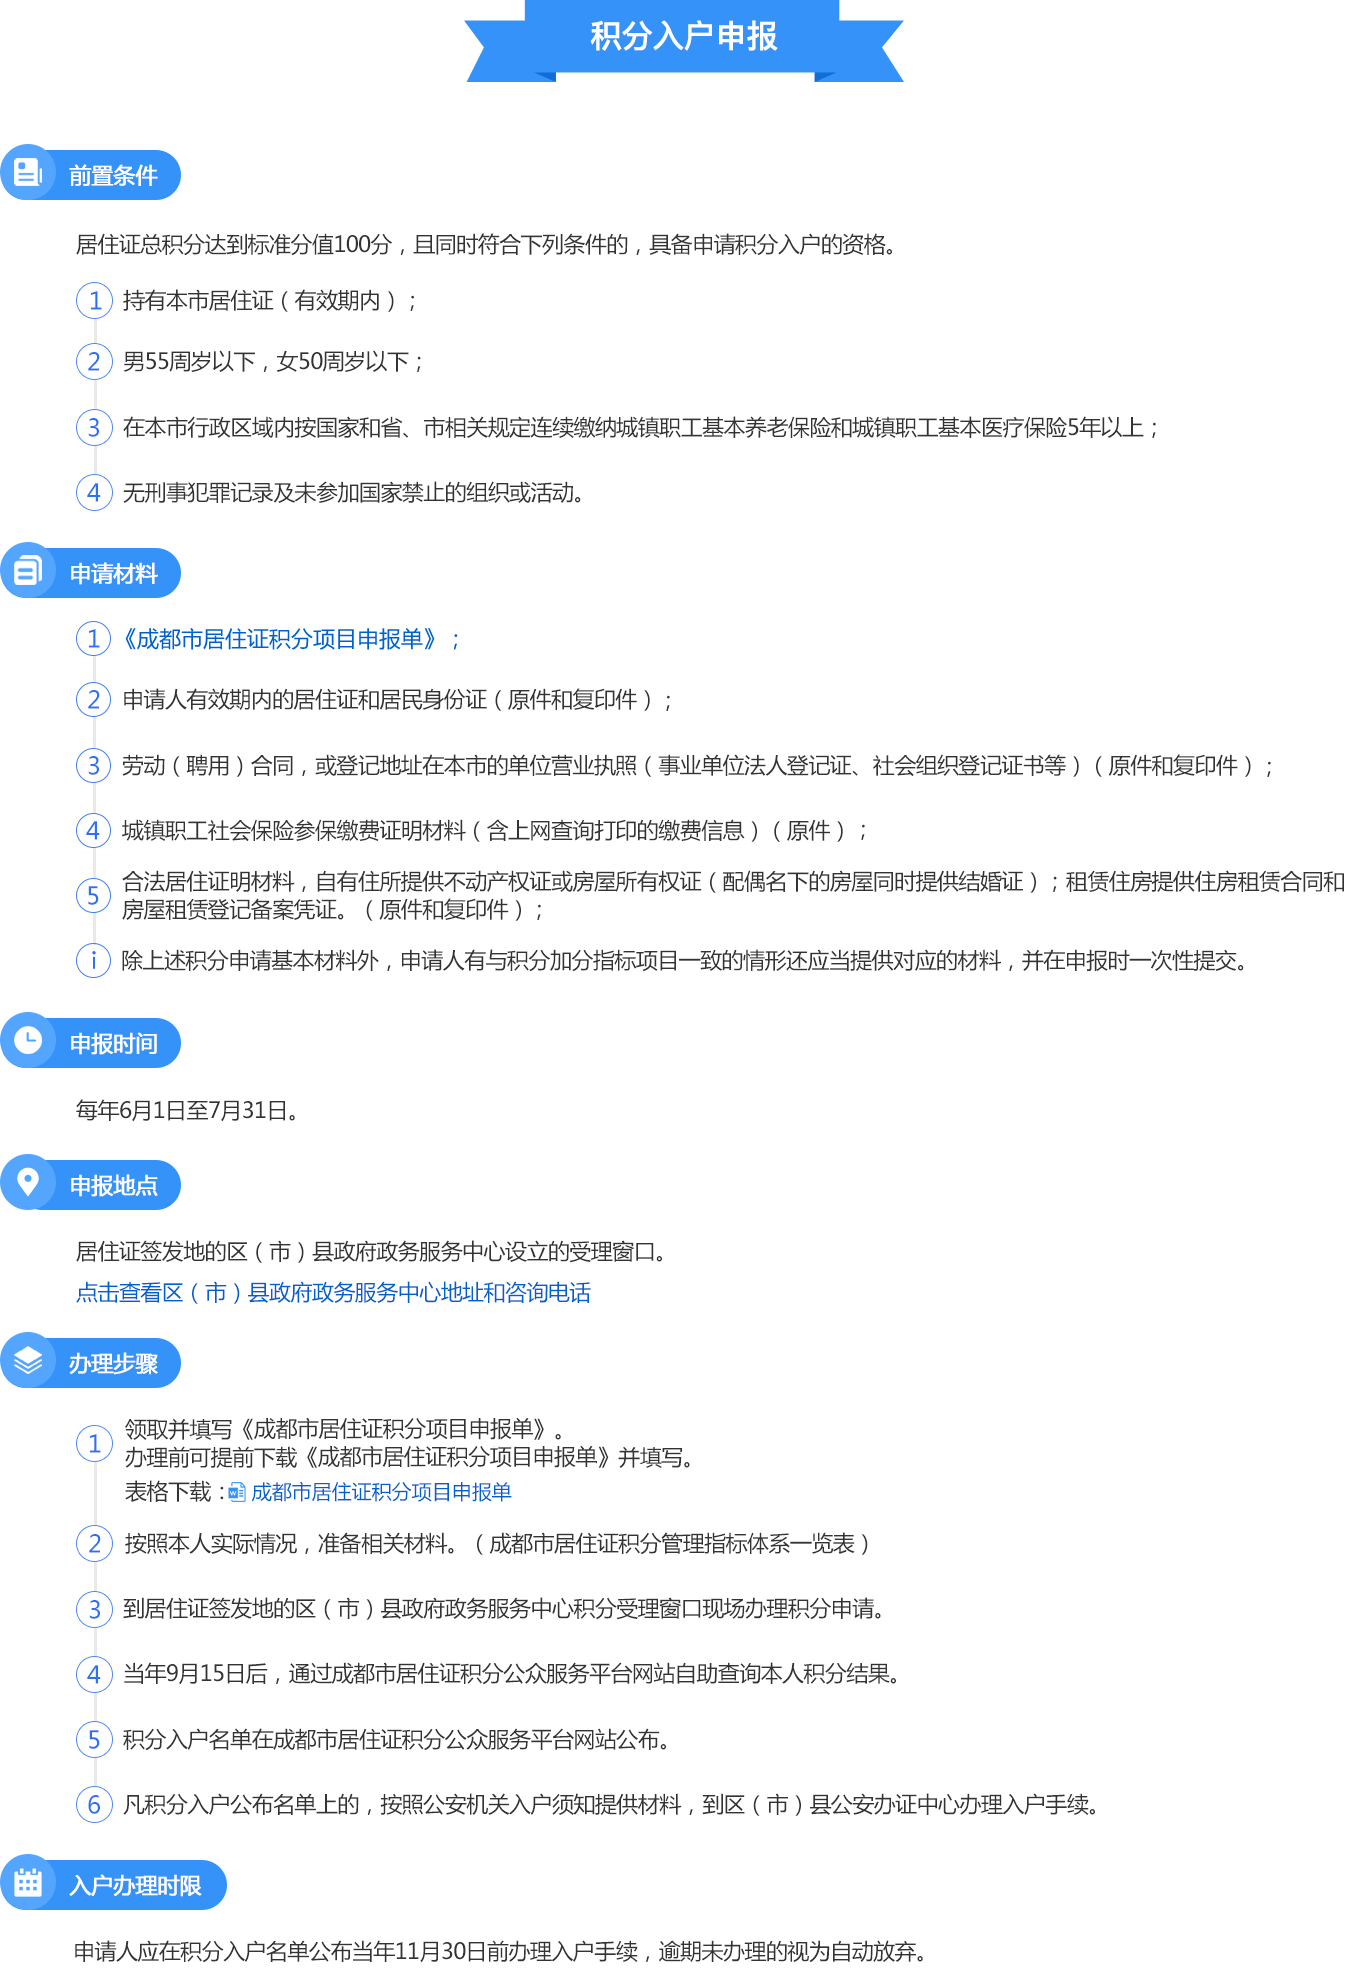 积分入户申报
前置条件
居住证总积分达到标准分值100分，且同时符合下列条件的，具备申请积分入户的资格。
1 持有本市居住证（有效期内）；
2 男55周岁以下，女50周岁以下；
3 在本市行政区域内按国家和省、市相关规定连续缴纳城镇职工基本养老保险和城镇职工基本医疗保险5年以上；
4 无刑事犯罪记录及未参加国家禁止的组织或活动。
申请材料
1 《成都市居住证积分项目申报单》；
2 申请人有效期内的居住证和居民身份证（原件和复印件）；
3 劳动（聘用）合同，或登记地址在本市的单位营业执照（事业单位法人登记证、社会组织登记证书等）（原件和复印件）；
4 城镇职工社会保险参保缴费证明材料（含上网查询打印的缴费信息）（原件）；
5 合法居住证明材料，自有住所提供不动产权证或房屋所有权证（配偶名下的房屋同时提供结婚证）；租赁住房提供住房租赁合同和
房屋租赁登记备案凭证。（原件和复印件）；
i 除上述积分申请基本材料外，申请人有与积分加分指标项目一致的情形还应当提供对应的材料，并在申报时一次性提交。
申报时间
每年6月1日至7月31日。
申报地点
居住证签发地的区（市）县政府政务服务中心设立的受理窗口。
点击查看区（市）县政府政务服务中心地址和咨询电话
办理步骤
1 领取并填写《成都市居住证积分项目申报单》。
办理前可提前下载《成都市居住证积分项目申报单》并填写。
表格下载：成都市居住证积分项目申报单
2 按照本人实际情况，准备相关材料。（成都市居住证积分管理指标体系一览表）
3 到居住证签发地的区（市）县政府政务服务中心积分受理窗口现场办理积分申请。
4 当年9月15日后，通过成都市居住证积分公众服务平台网站自助查询本人积分结果。
5 积分入户名单在成都市居住证积分公众服务平台网站公布。
6 凡积分入户公布名单上的，按照公安机关入户须知提供材料，到区（市）县公安办证中心办理入户手续。
入户办理时限
申请人应在积分入户名单公布当年11月30日前办理入户手续，逾期未办理的视为自动放弃。